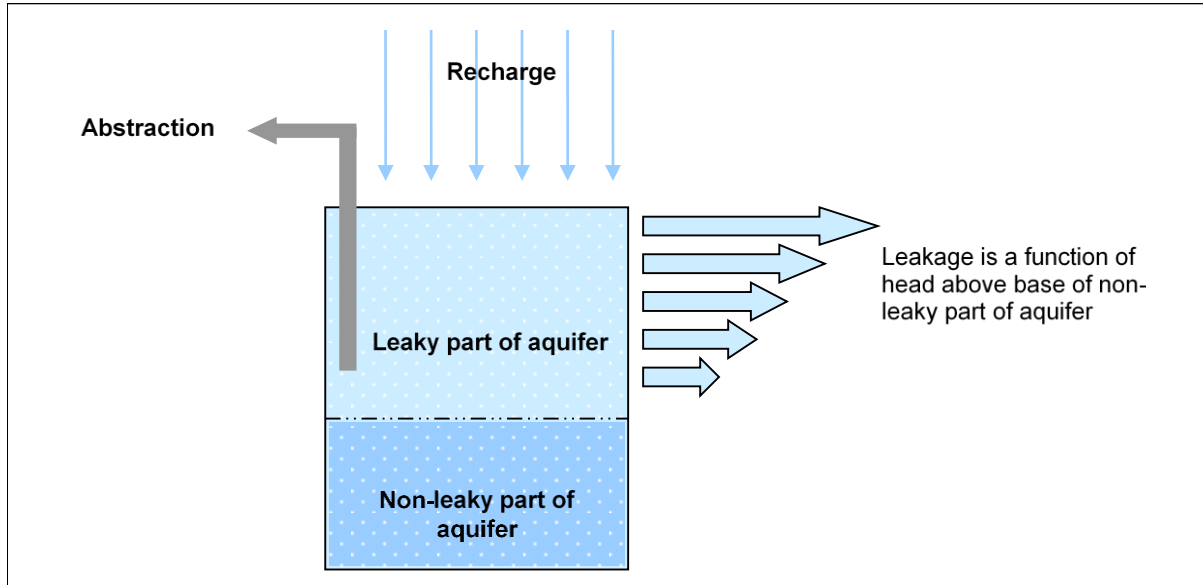 Recharge
Abstraction
Leakage is a function of
head above base of non-
leaky part of aquifer
Leaky part of aquifer
Non-leaky part of
aquifer